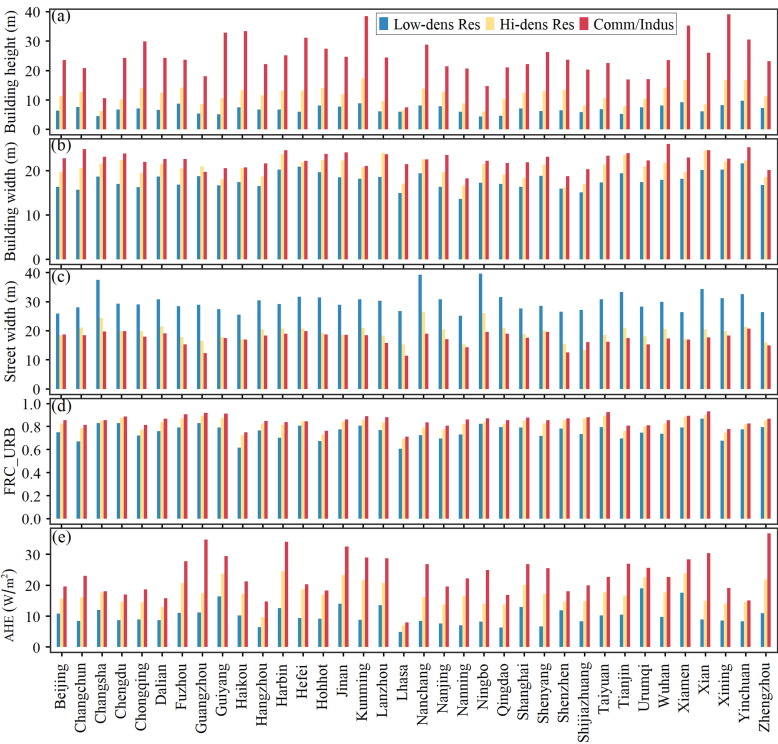 (a)
Low-dens Res Hi-dens Res Comm/Indus
Building height (m)
40
30
20
10
0
(b)
Building width (m)
20
10
0
(c)
Street width (m)
40
30
20
10
0
(d)
FRC_URB
1.0
0.8
0.6
0.4
0.2
0.0
(e)
AHE (W/m²)
30
20
10
0
Beijing
Changchun
Changsha
Chengdu
Chongqing
Dalian
Fuzhou
Guangzhou
Guiyang
Haikou
Hangzhou
Harbin
Hefei
Hohhot
Jinan
Kunming
Lanzhou
Lhasa
Nanchang
Nanjing
Nanning
Ningbo
Qingdao
Shanghai
Shenyang
Shenzhen
Shijiazhuang
Taiyuan
Tianjin
Urumqi
Wuhan
Xiamen
Xian
Xining
Yinchuan
Zhengzhou